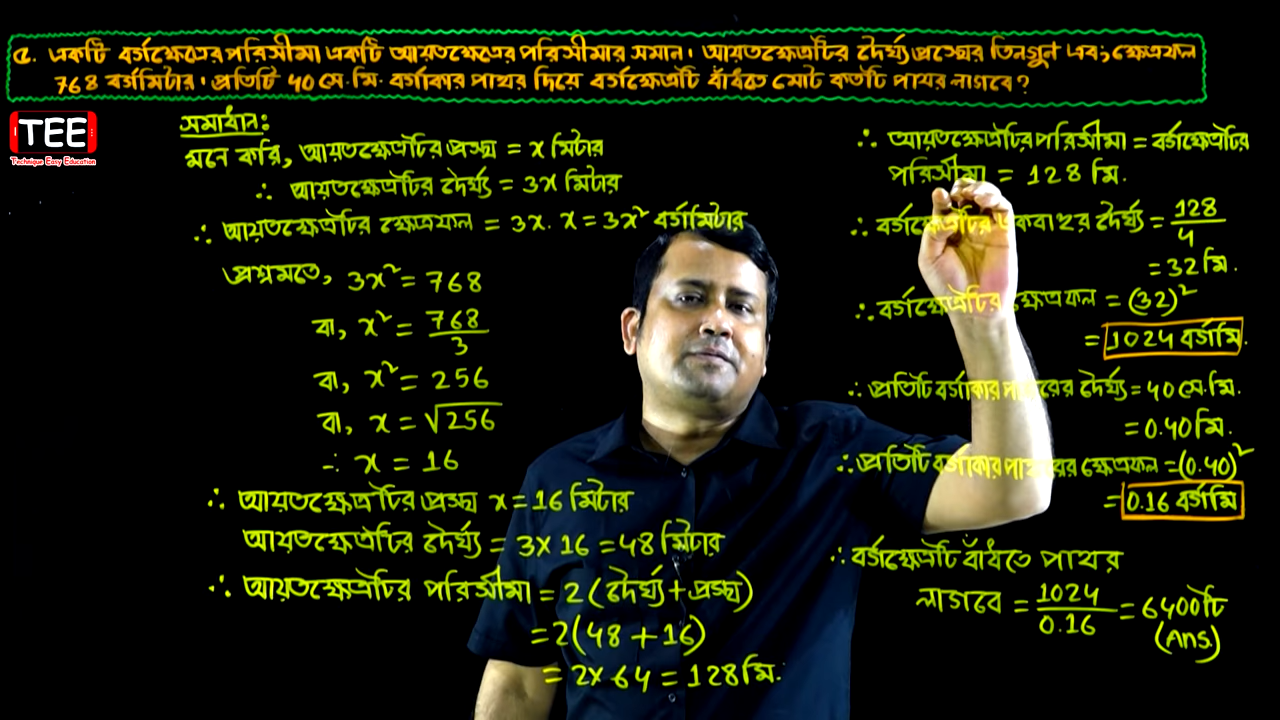 ৫. একটি বর্গক্ষেত্রের পরিসীমা একটি আয়তক্ষেত্রের পরিসীমার সমান। আয়তক্ষেত্রটির দৈর্ঘ্য প্রস্থের তিনগুন এবং ক্ষেত্রফল
768 বর্গমিটার। প্রতিটি 40 সে.মি. বর্গাকার পাথর দিয়ে বর্গক্ষেত্রটি বাঁধতে মোট কতটি পাথর লাগবে?
TEE
Technique Easy Education
সমাধান:
মনে করি, আয়তক্ষেত্রটির প্রস্থ = x মিটার
∴ আয়তক্ষেত্রটির দৈর্ঘ্য = 3x মিটার
∴ আয়তক্ষেত্রটির ক্ষেত্রফল = 3x. x = 3x² বর্গমিটার
প্রশ্নমতে, 3x² = 768
বা, x² = 768/3
বা, x² = 256
বা, x = √256
∴ x = 16
∴ আয়তক্ষেত্রটির প্রস্থ x = 16 মিটার
আয়তক্ষেত্রটির দৈর্ঘ্য = 3 × 16 = 48 মিটার
∴ আয়তক্ষেত্রটির পরিসীমা = 2 (দৈর্ঘ্য + প্রস্থ)
= 2(48 + 16)
= 2 × 64 = 128 মি.
∴ আয়তক্ষেত্রটির পরিসীমা = বর্গক্ষেত্রটির
পরিসীমা = 128 মি.
∴ বর্গক্ষেত্রটির একবাহুর দৈর্ঘ্য = 128/4
= 32 মি.
∴ বর্গক্ষেত্রটির ক্ষেত্রফল = (32)²
= 1024 বর্গমি.
∴ প্রতিটি বর্গাকার পাথরের দৈর্ঘ্য = 40 সে.মি.
= 0.40 মি.
∴ প্রতিটি বর্গাকার পাথরের ক্ষেত্রফল = (0.40)²
= 0.16 বর্গমি
∴ বর্গক্ষেত্রটি বাঁধতে পাথর
লাগবে = 1024/0.16 = 6400টি
(Ans.)